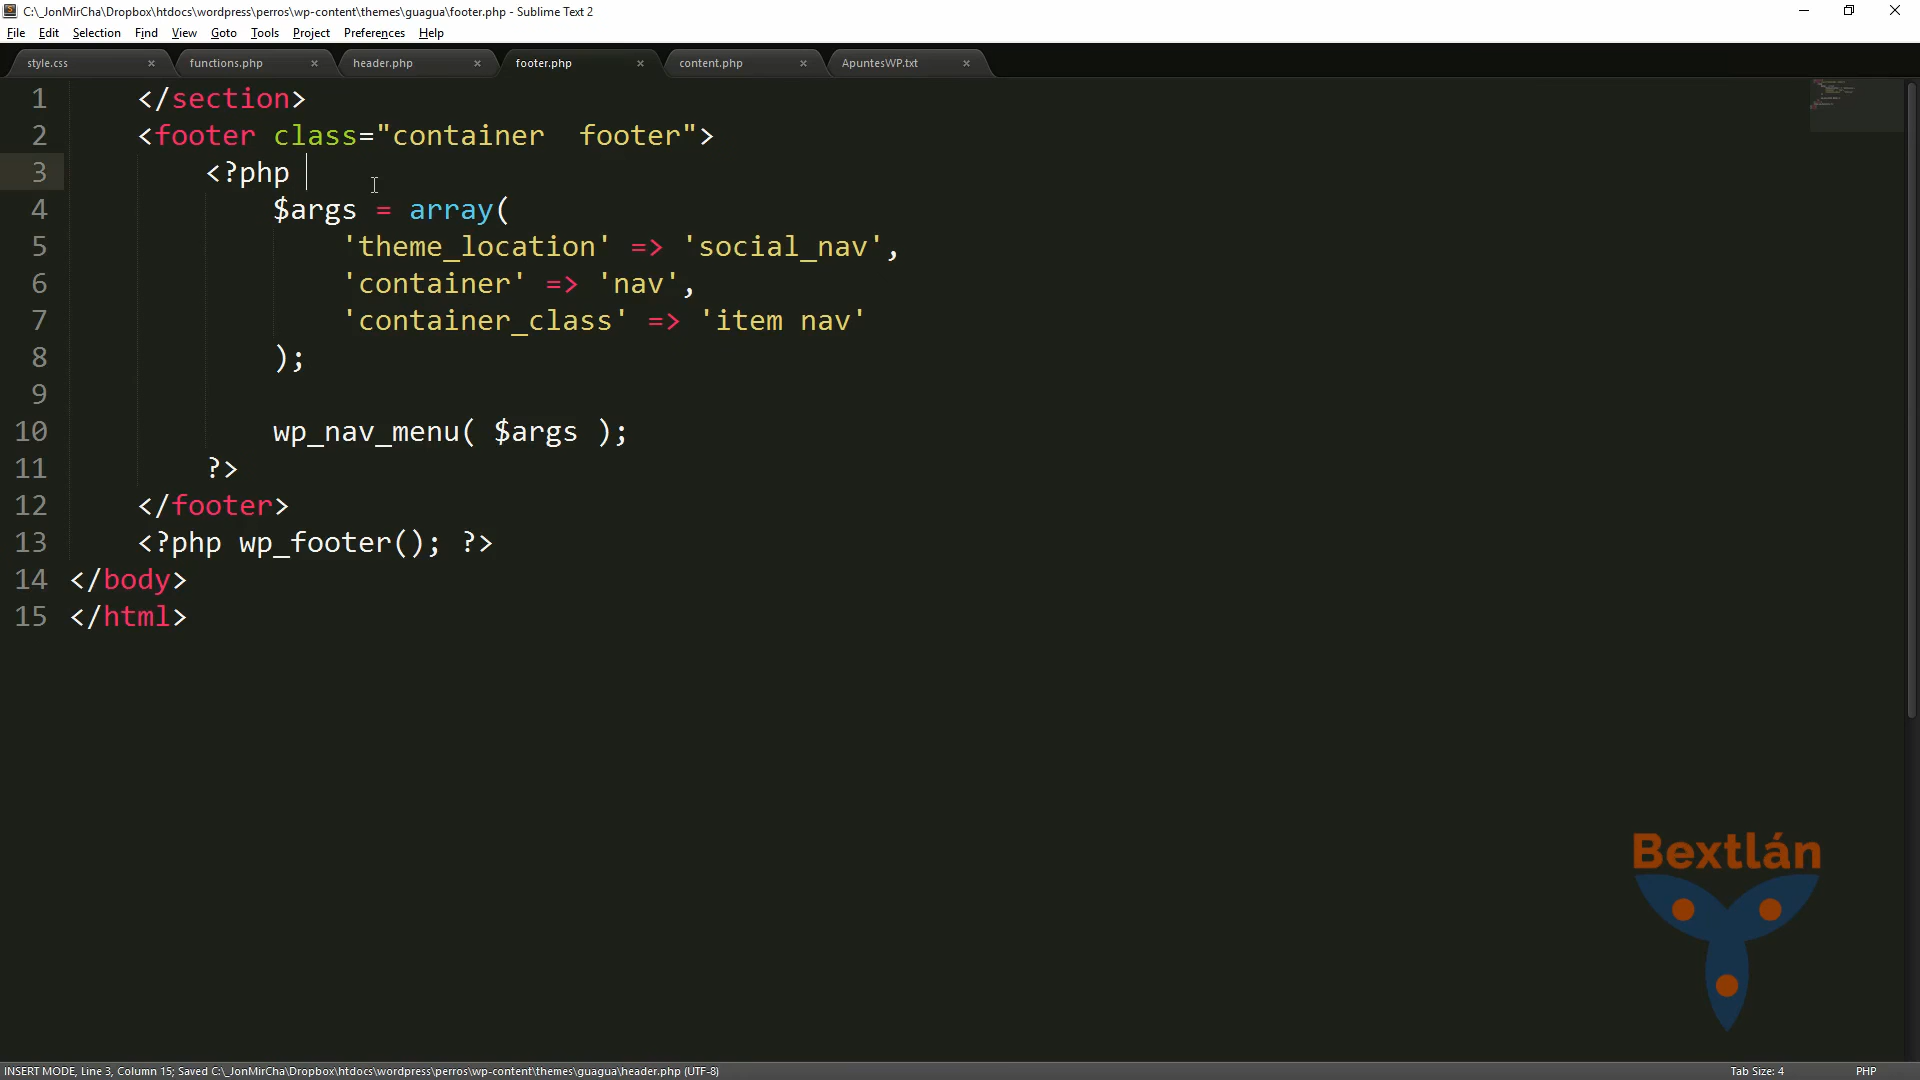 C:\_JonMirCha\Dropbox\htdocs\wordpress\perros\wp-content\themes\guagua\footer.php - Sublime Text 2
File Edit Selection Find View Goto Tools Project Preferences Help
style.css × functions.php × header.php × footer.php × content.php × ApuntesWP.txt ×
1 </section>
2 <footer class="container  footer">
3 <?php
4 $args = array(
5 'theme_location' => 'social_nav',
6 'container' => 'nav',
7 'container_class' => 'item nav'
8 );
9
10 wp_nav_menu( $args );
11 ?>
12 </footer>
13 <?php wp_footer(); ?>
14 </body>
15 </html>
Bextlán
INSERT MODE, Line 3, Column 15; Saved C:\_JonMirCha\Dropbox\htdocs\wordpress\perros\wp-content\themes\guagua\header.php (UTF-8) Tab Size: 4 PHP